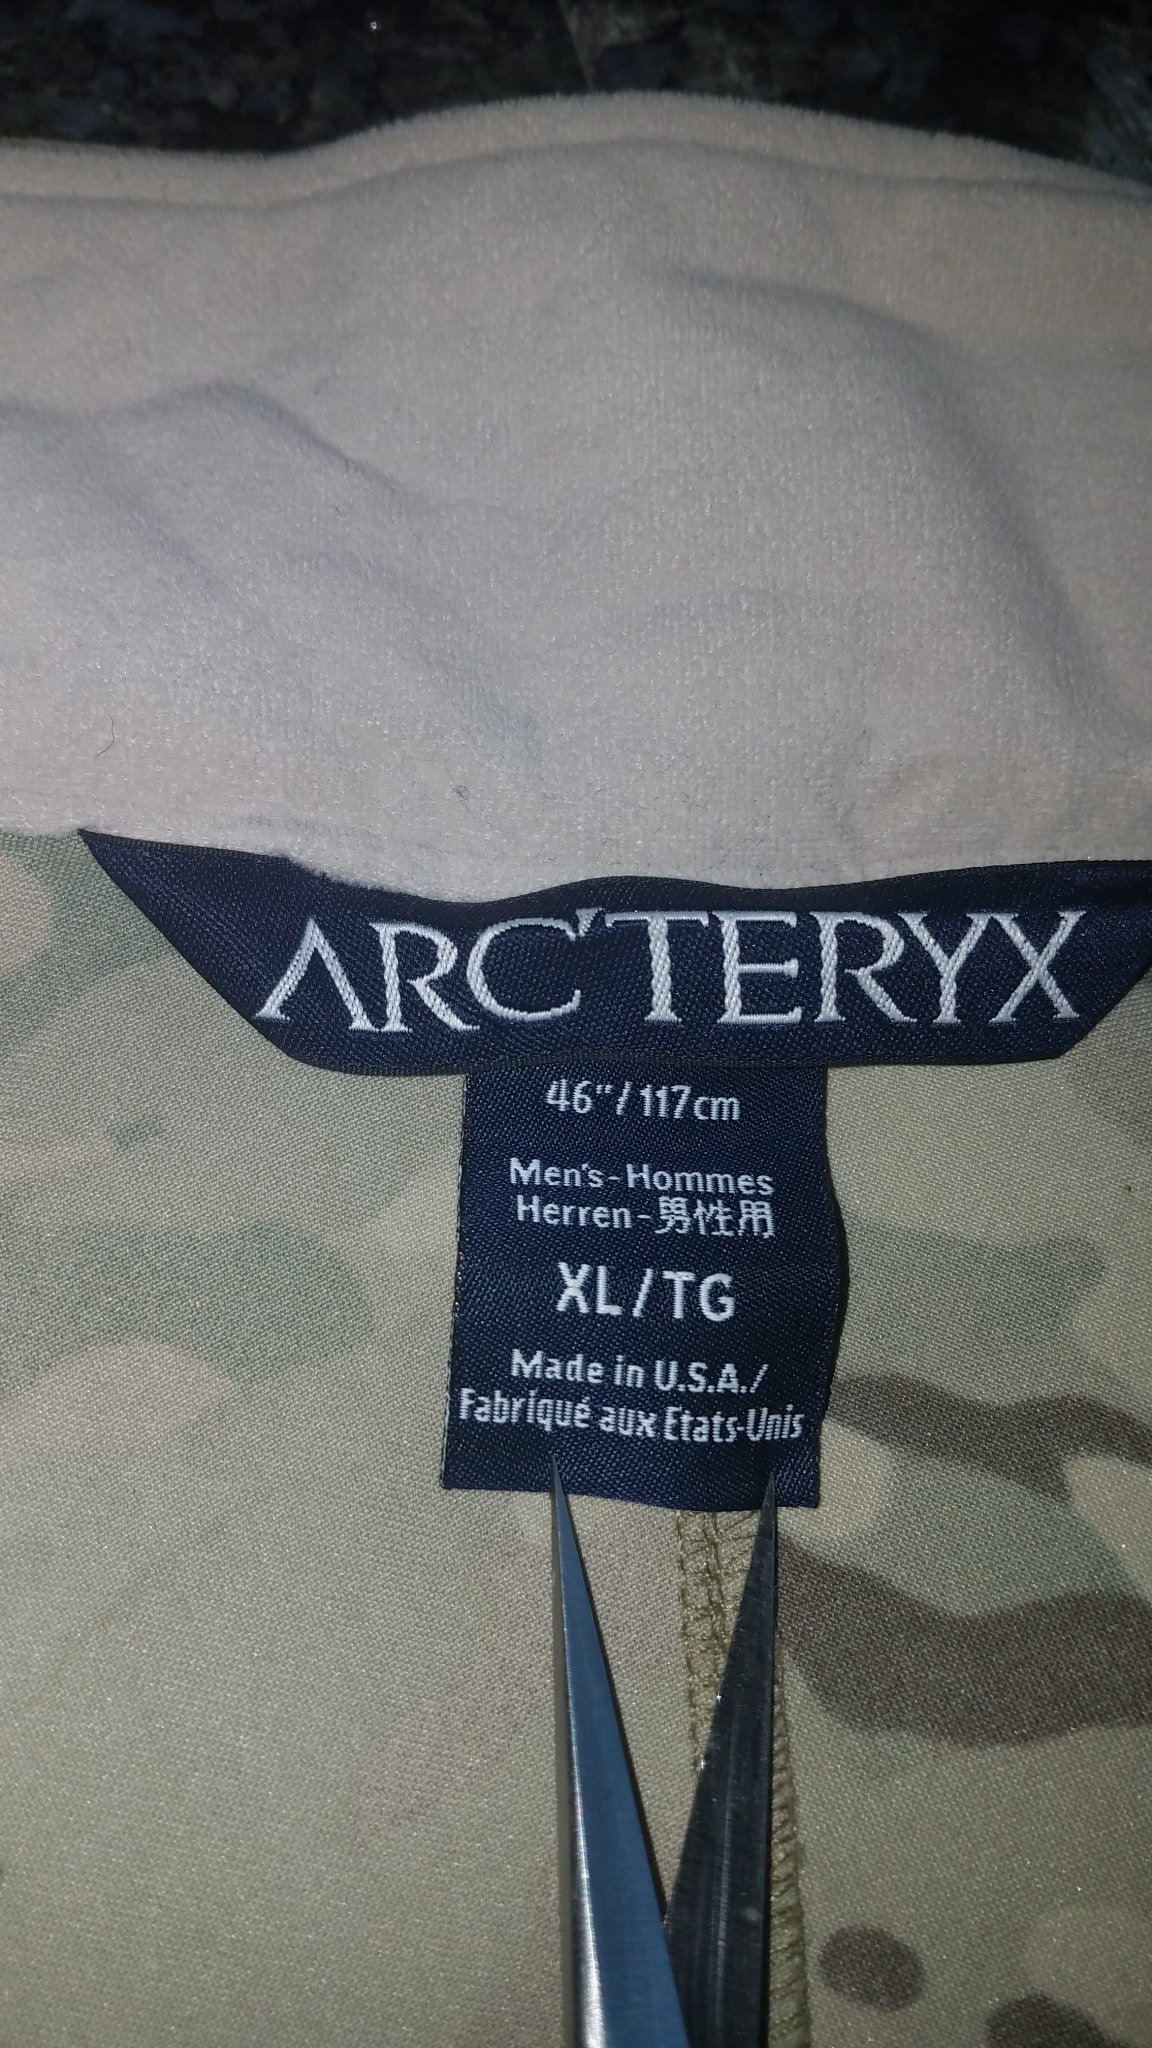 ARC'TERYX
46"/117cm
Men's-Hommes
Herren-男性用
XL/TG
Made in U.S.A./
Fabriqué aux Etats-Unis